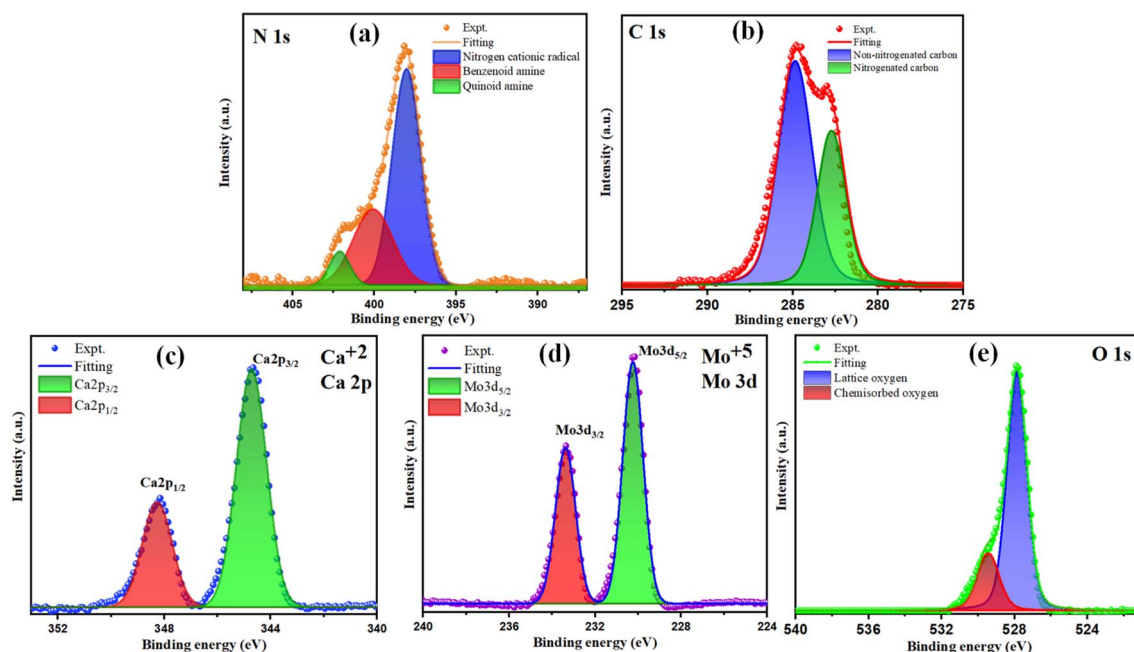 N 1s
(a)
Expt.
Fitting
Nitrogen cationic radical
Benzenoid amine
Quinoid amine
Intensity (a.u.)
405 400 395 390
Binding energy (eV)
C 1s
(b)
Expt.
Fitting
Non-nitrogenated carbon
Nitrogenated carbon
Intensity (a.u.)
295 290 285 280 275
Binding energy (eV)
(c)
Expt.
Fitting
Ca2p3/2
Ca2p1/2
Ca+2
Ca 2p
Ca2p3/2
Ca2p1/2
Intensity (a.u.)
352 348 344 340
Binding energy (eV)
(d)
Expt.
Fitting
Mo3d5/2
Mo3d3/2
Mo+5
Mo 3d
Mo3d5/2
Mo3d3/2
Intensity (a.u.)
240 236 232 228 224
Binding energy (eV)
(e)
O 1s
Expt.
Fitting
Lattice oxygen
Chemisorbed oxygen
Intensity (a.u.)
540 536 532 528 524
Binding energy (eV)